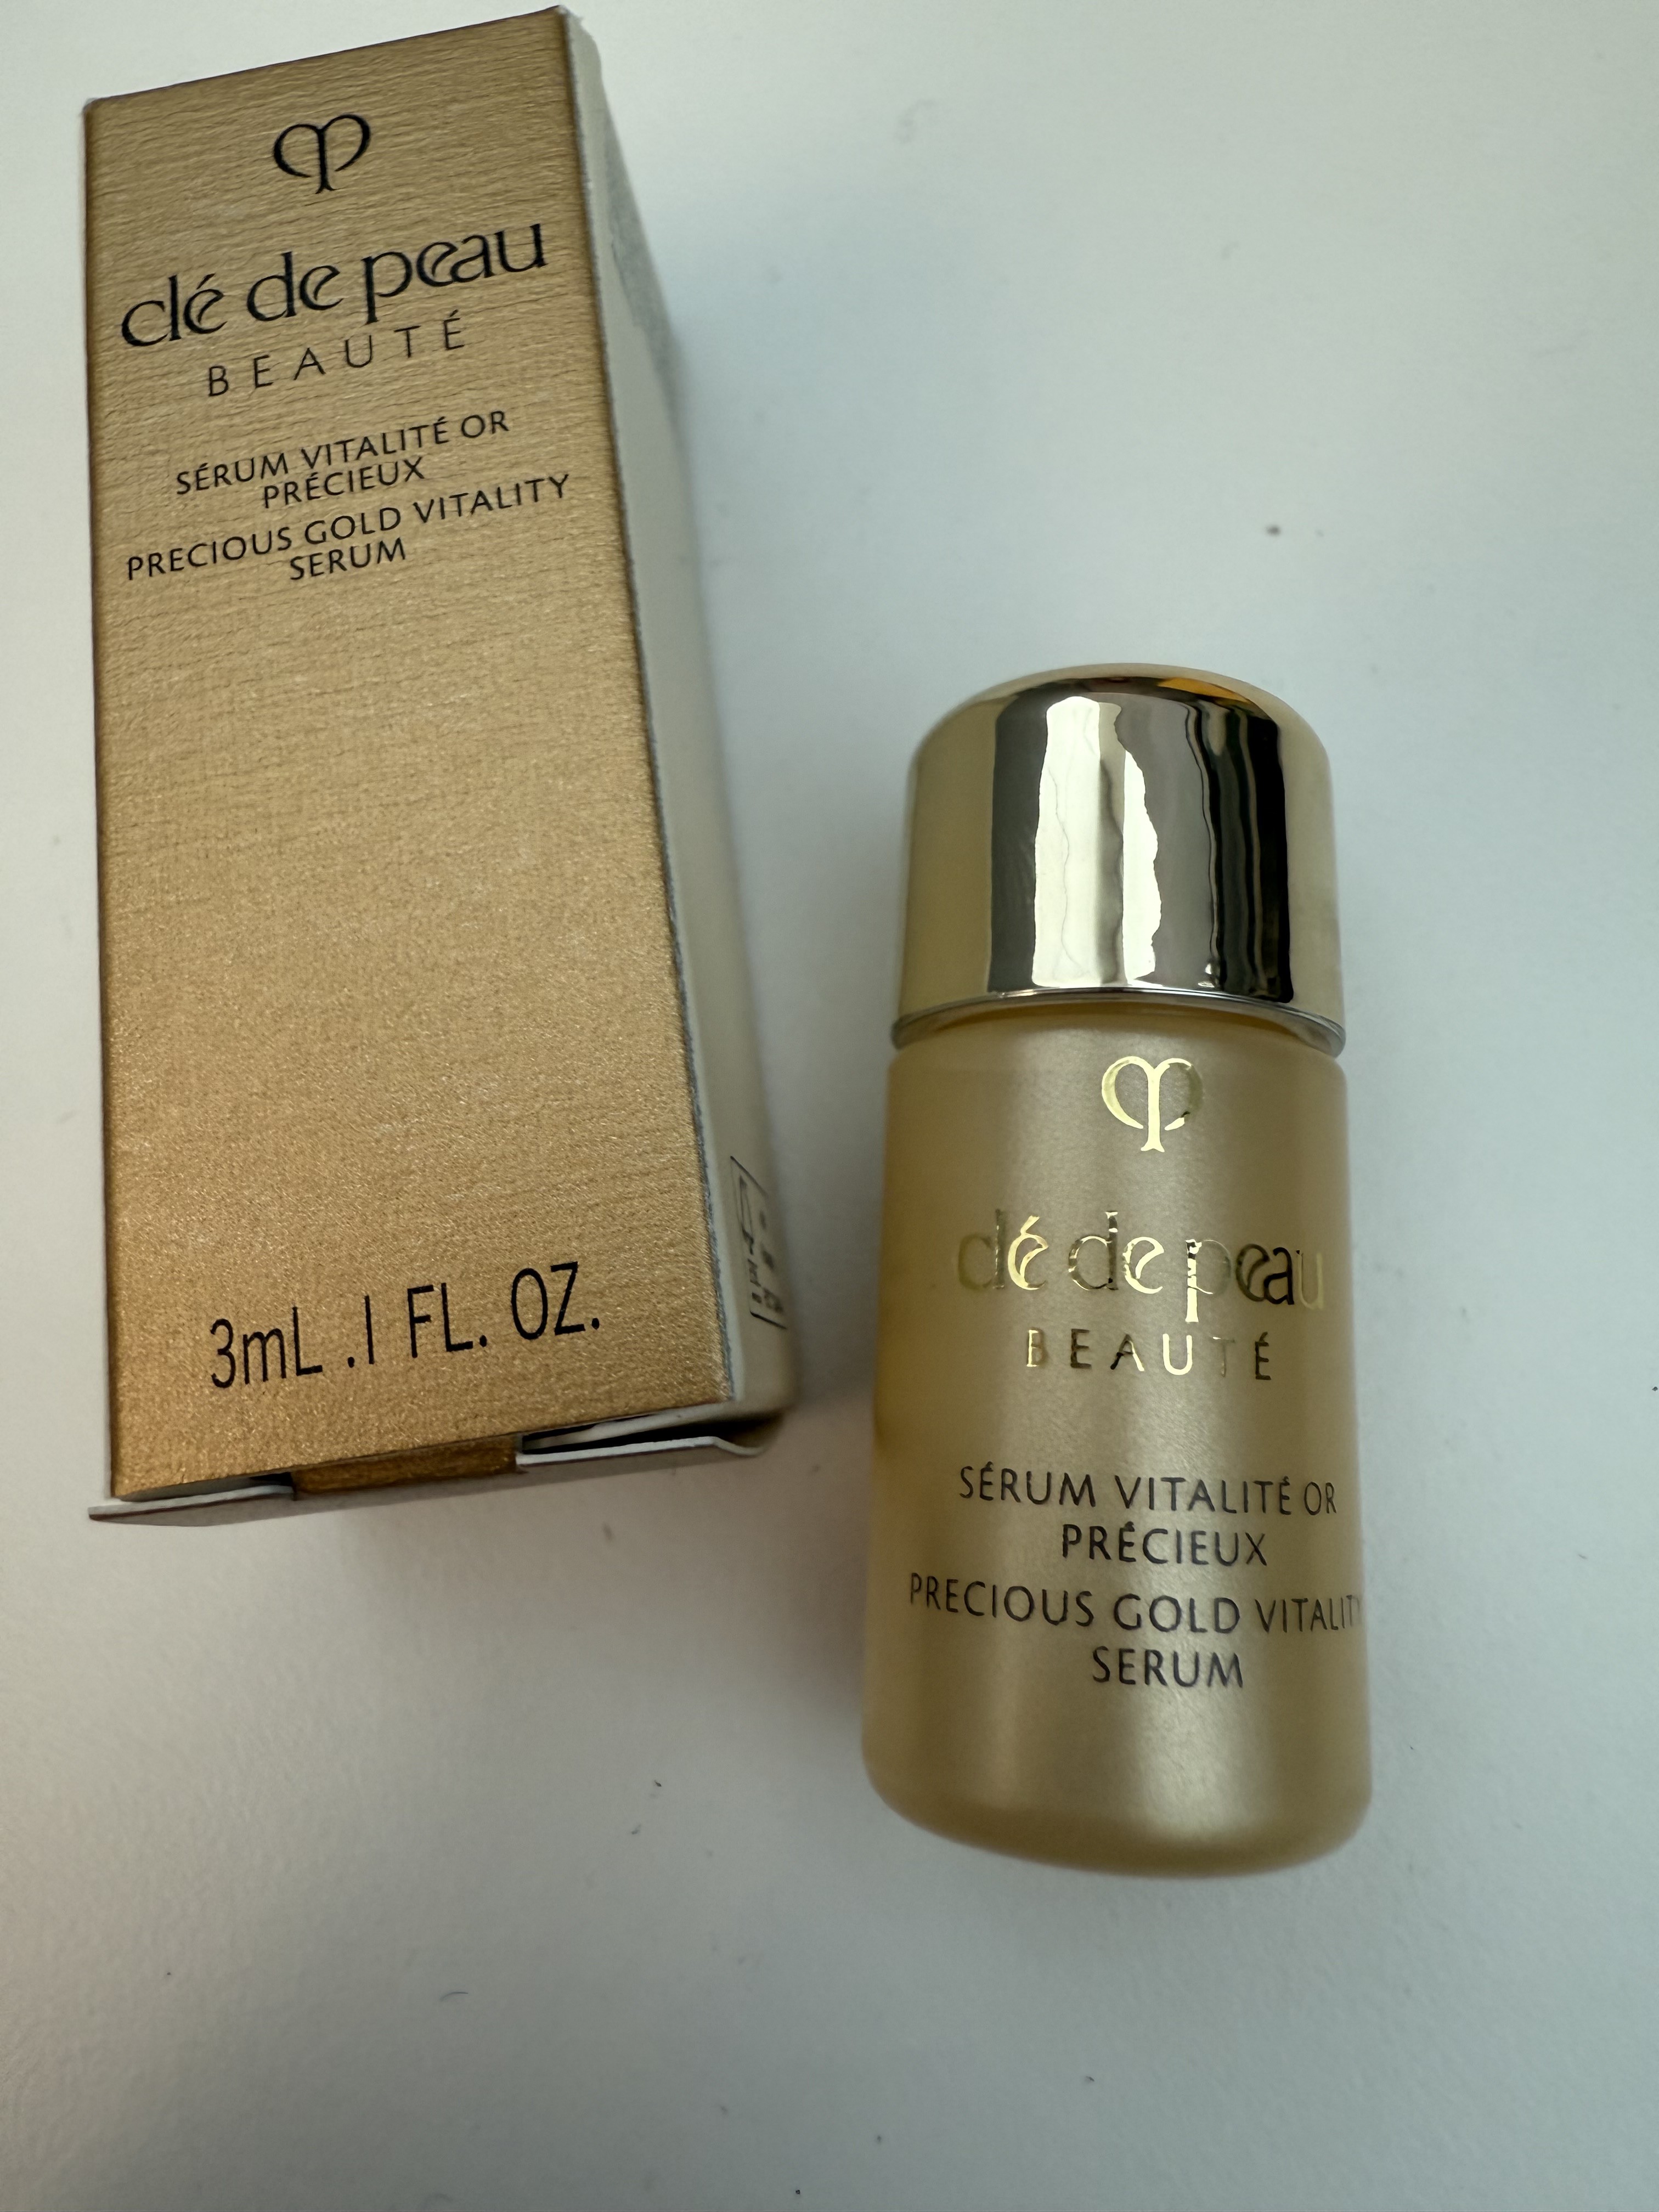 clé de peau
BEAUTÉ
SÉRUM VITALITÉ OR
PRÉCIEUX
PRECIOUS GOLD VITALITY
SERUM
3mL .1 FL. OZ.
clé de peau
BEAUTÉ
SÉRUM VITALITÉ OR
PRÉCIEUX
PRECIOUS GOLD VITALITY
SERUM